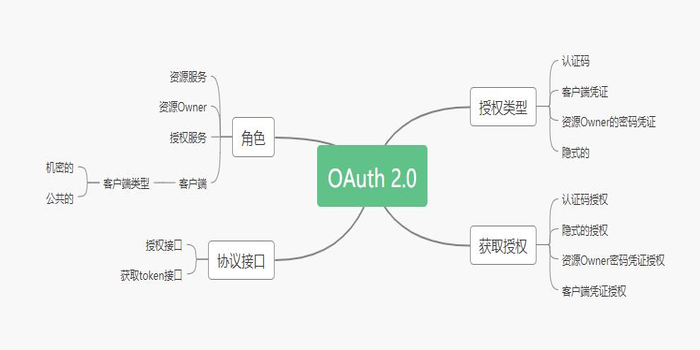 OAuth 2.0
角色
资源服务
资源Owner
授权服务
客户端
客户端类型
机密的
公共的
协议接口
授权接口
获取token接口
授权类型
认证码
客户端凭证
资源Owner的密码凭证
隐式的
获取授权
认证码授权
隐式的授权
资源Owner密码凭证授权
客户端凭证授权